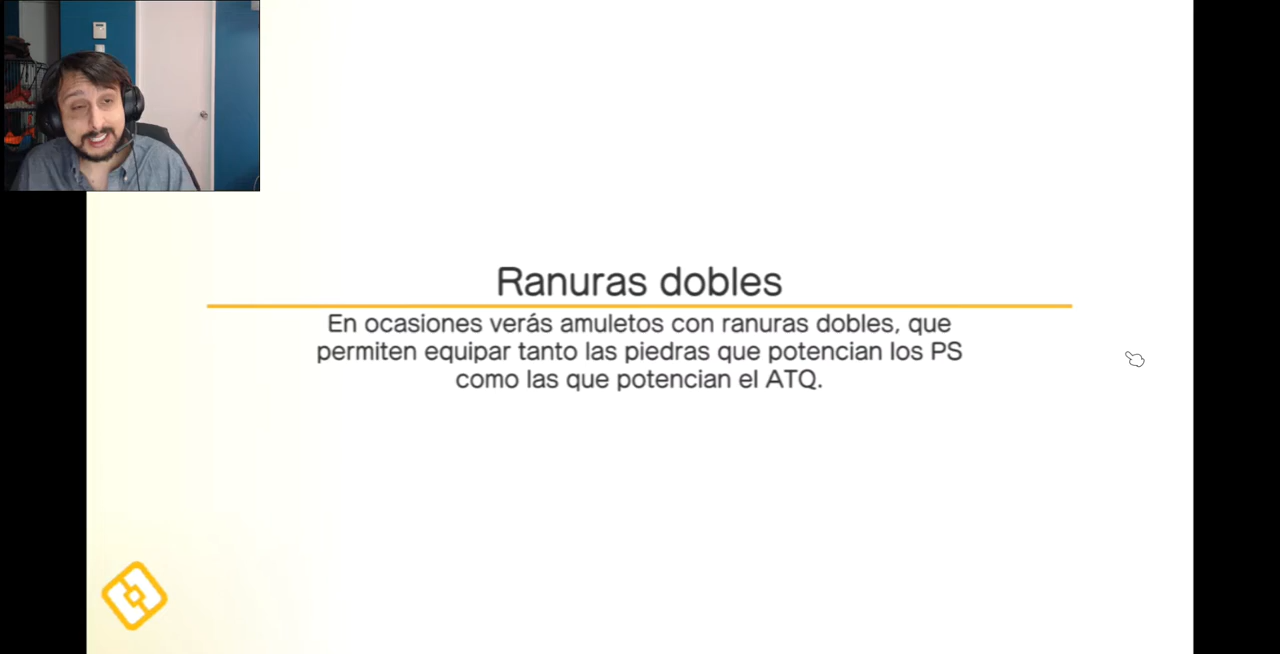 Ranuras dobles
En ocasiones verás amuletos con ranuras dobles, que
permiten equipar tanto las piedras que potencian los PS
como las que potencian el ATQ.